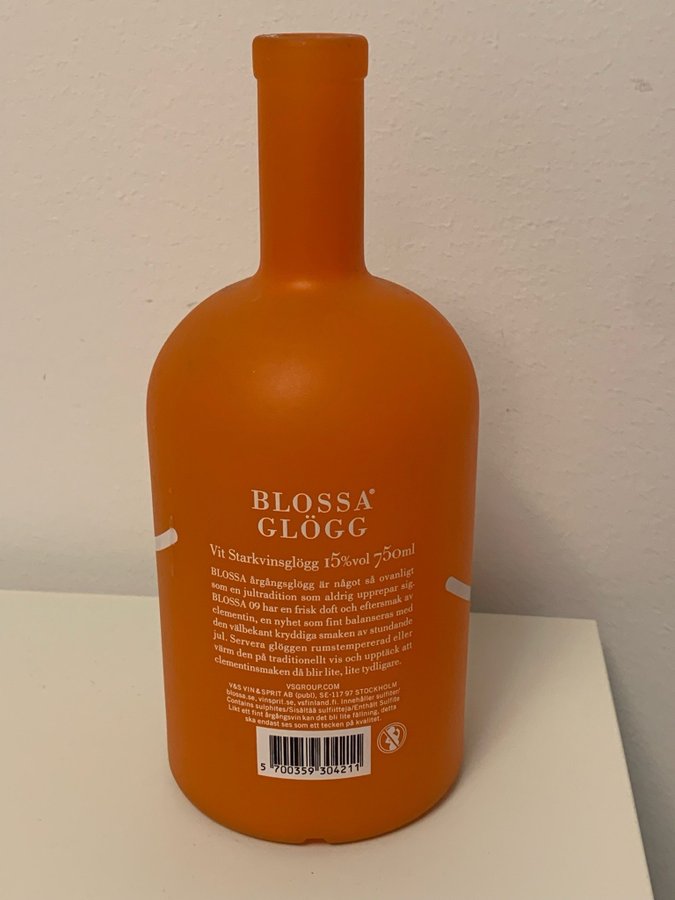 BLOSSA®
GLÖGG
Vit Starkvinsglögg 15%vol 750ml
BLOSSA årgångsglögg är något så ovanligt
som en jultradition som aldrig upprepar sig.
BLOSSA 09 har en frisk doft och eftersmak av
clementin, en nyhet som fint balanseras med
den välbekant kryddiga smaken av stundande
jul. Servera glöggen rumstempererad eller
värm den på traditionellt vis och upptäck att
clementinsmaken då blir lite, lite tydligare.
VSGROUP.COM
V&S VIN & SPRIT AB (publ), SE-117 97 STOCKHOLM
blossa.se, vinsprit.se, vsfinland.fi. Innehåller sulfiter/
Contains sulphites/Sisältää sulfiitteja/Enthält Sulfite
Likt ett fint årgångsvin kan det bli lite fällning, detta
ska endast ses som ett tecken på kvalitet.
5 700359 304211